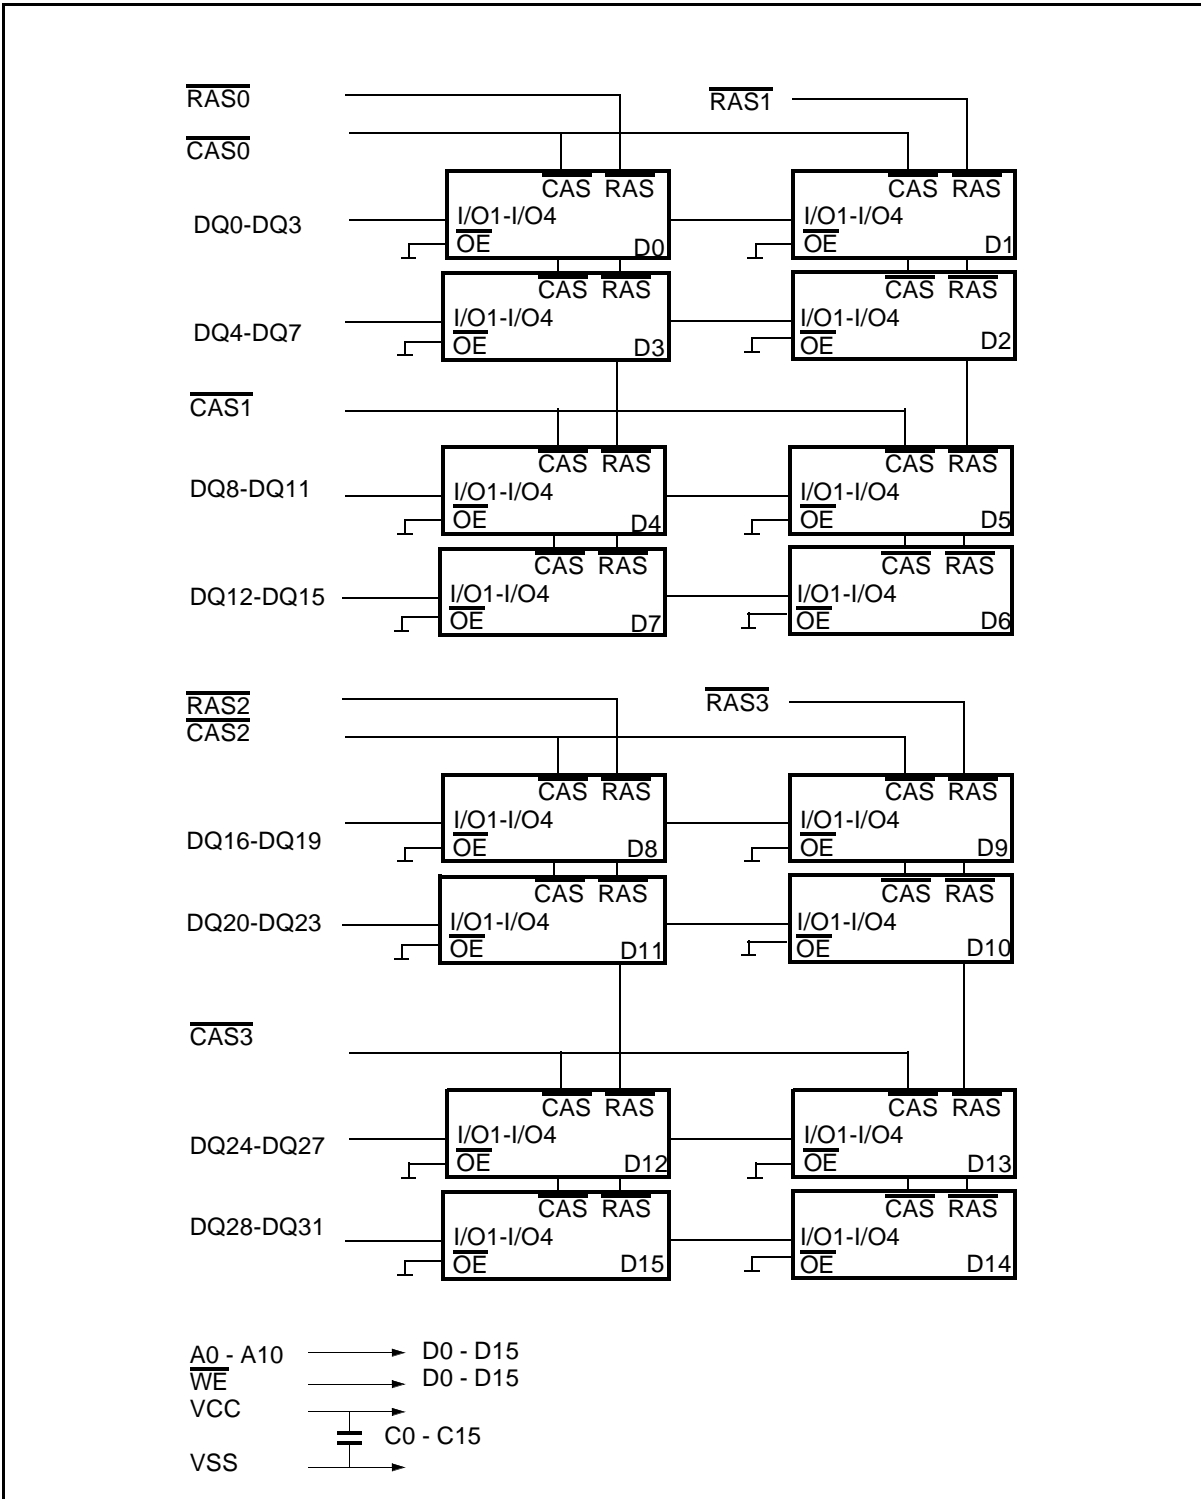 RAS0
RAS1
CAS0
CAS RAS
CAS RAS
DQ0-DQ3
I/O1-I/O4
I/O1-I/O4
OE
D0
OE
D1
CAS RAS
CAS RAS
DQ4-DQ7
I/O1-I/O4
I/O1-I/O4
OE
D3
OE
D2
CAS1
CAS RAS
CAS RAS
DQ8-DQ11
I/O1-I/O4
I/O1-I/O4
OE
D4
OE
D5
CAS RAS
CAS RAS
DQ12-DQ15
I/O1-I/O4
I/O1-I/O4
OE
D7
OE
D6
RAS2
RAS3
CAS2
CAS RAS
CAS RAS
DQ16-DQ19
I/O1-I/O4
I/O1-I/O4
OE
D8
OE
D9
CAS RAS
CAS RAS
DQ20-DQ23
I/O1-I/O4
I/O1-I/O4
OE
D11
OE
D10
CAS3
CAS RAS
CAS RAS
DQ24-DQ27
I/O1-I/O4
I/O1-I/O4
OE
D12
OE
D13
CAS RAS
CAS RAS
DQ28-DQ31
I/O1-I/O4
I/O1-I/O4
OE
D15
OE
D14
A0 - A10
D0 - D15
WE
D0 - D15
VCC
C0 - C15
VSS